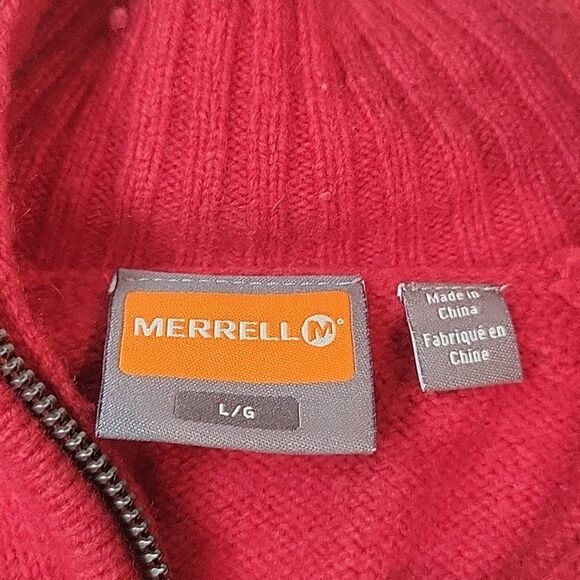 MERRELL M
L/G
Made in
China
Fabriqué en
Chine